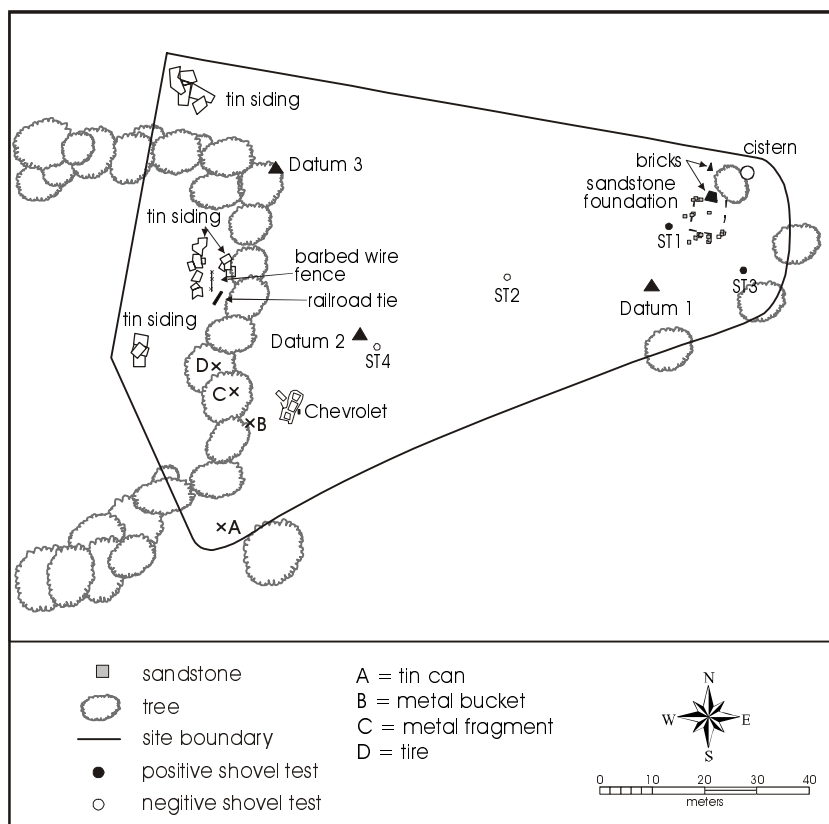 tin siding
cistern
bricks
Datum 3
sandstone
foundation
tin siding
ST1
barbed wire
fence
ST3
ST2
railroad tie
Datum 1
tin siding
Datum 2
ST4
D
C
Chevrolet
B
A
sandstone
tree
site boundary
positive shovel test
negitive shovel test
A = tin can
B = metal bucket
C = metal fragment
D = tire
N
W E
S
0 10 20 30 40
meters